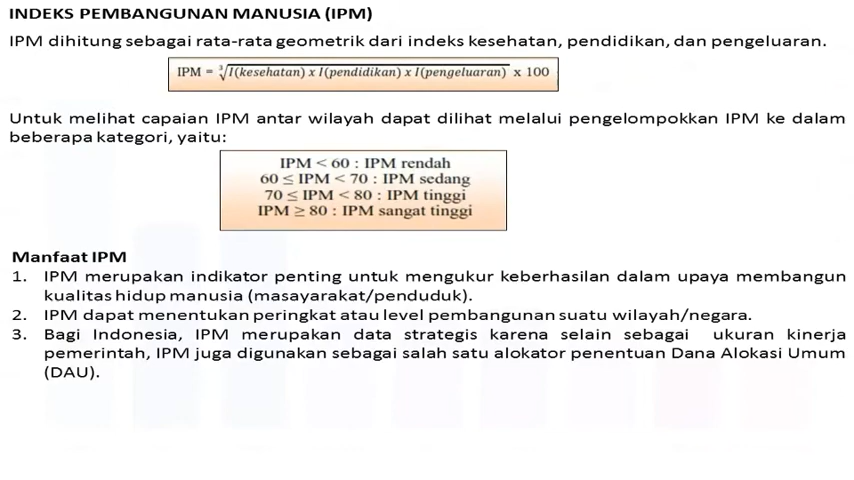 INDEKS PEMBANGUNAN MANUSIA (IPM)
IPM dihitung sebagai rata-rata geometrik dari indeks kesehatan, pendidikan, dan pengeluaran.
IPM = ∛I(kesehatan) x I(pendidikan) x I(pengeluaran) x 100
Untuk melihat capaian IPM antar wilayah dapat dilihat melalui pengelompokkan IPM ke dalam
beberapa kategori, yaitu:
IPM < 60 : IPM rendah
60 ≤ IPM < 70 : IPM sedang
70 ≤ IPM < 80 : IPM tinggi
IPM ≥ 80 : IPM sangat tinggi
Manfaat IPM
1. IPM merupakan indikator penting untuk mengukur keberhasilan dalam upaya membangun
kualitas hidup manusia (masayarakat/penduduk).
2. IPM dapat menentukan peringkat atau level pembangunan suatu wilayah/negara.
3. Bagi Indonesia, IPM merupakan data strategis karena selain sebagai ukuran kinerja
pemerintah, IPM juga digunakan sebagai salah satu alokator penentuan Dana Alokasi Umum
(DAU).